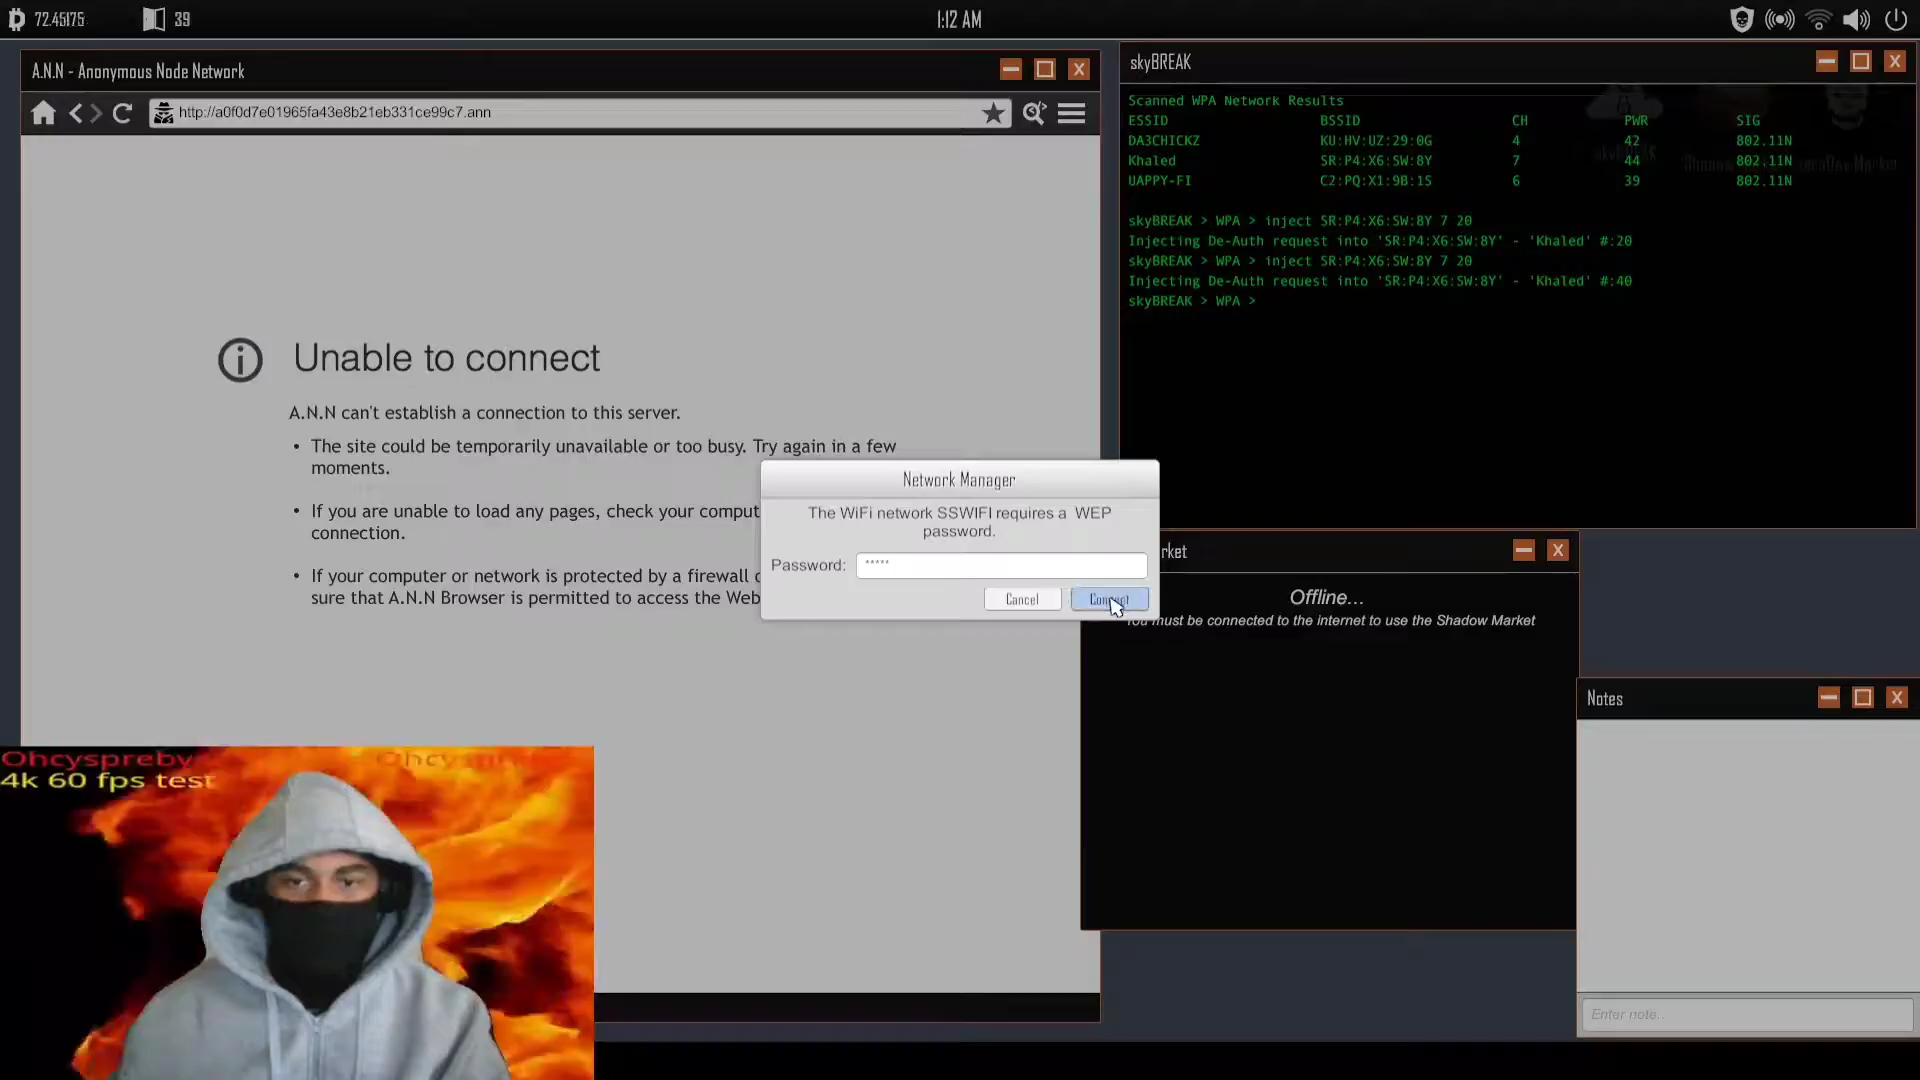 72.45175
39
1:12 AM
A.N.N - Anonymous Node Network
http://a0f0d7e01965fa43e8b21eb331ce99c7.ann
Unable to connect
A.N.N can't establish a connection to this server.
• The site could be temporarily unavailable or too busy. Try again in a few
moments.
• If you are unable to load any pages, check your comput
connection.
• If your computer or network is protected by a firewall
sure that A.N.N Browser is permitted to access the Web
skyBREAK
Scanned WPA Network Results
ESSID BSSID CH PWR SIG
DA3CHICKZ KU:HV:UZ:29:0G 4 42 802.11N
Khaled SR:P4:X6:SW:8Y 7 44 802.11N
UAPPY-FI C2:PQ:X1:9B:1S 6 39 802.11N
skyBREAK > WPA > inject SR:P4:X6:SW:8Y 7 20
Injecting De-Auth request into 'SR:P4:X6:SW:8Y' - 'Khaled' #:20
skyBREAK > WPA > inject SR:P4:X6:SW:8Y 7 20
Injecting De-Auth request into 'SR:P4:X6:SW:8Y' - 'Khaled' #:40
skyBREAK > WPA >
Network Manager
The WiFi network SSWIFI requires a WEP
password.
Password: *****
Cancel
Connect
rket
Offline...
You must be connected to the internet to use the Shadow Market
Notes
Enter note..
Ohcyspreby
4k 60 fps test